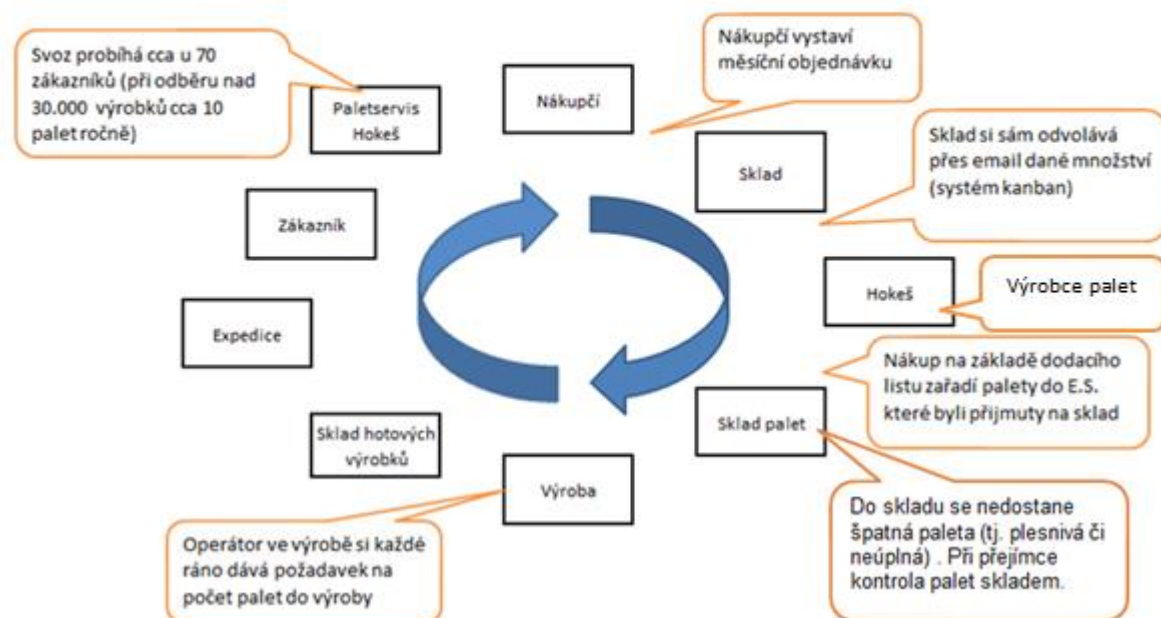 Svoz probíhá cca u 70
zákazníků (při odběru nad
30.000 výrobků cca 10
palet ročně)
Paletservis
Hokeš
Nákupčí
Nákupčí vystaví
měsíční objednávku
Sklad
Sklad si sám odvolává
přes email dané množství
(systém kanban)
Zákazník
Hokeš
Výrobce palet
Expedice
Nákup na základě dodacího
listu zařadí palety do E.S.
které byli přijmuty na sklad
Sklad palet
Sklad hotových
výrobků
Výroba
Do skladu se nedostane
špatná paleta (tj. plesnivá či
neúplná) . Při přejímce
kontrola palet skladem.
Operátor ve výrobě si každé
ráno dává požadavek na
počet palet do výroby